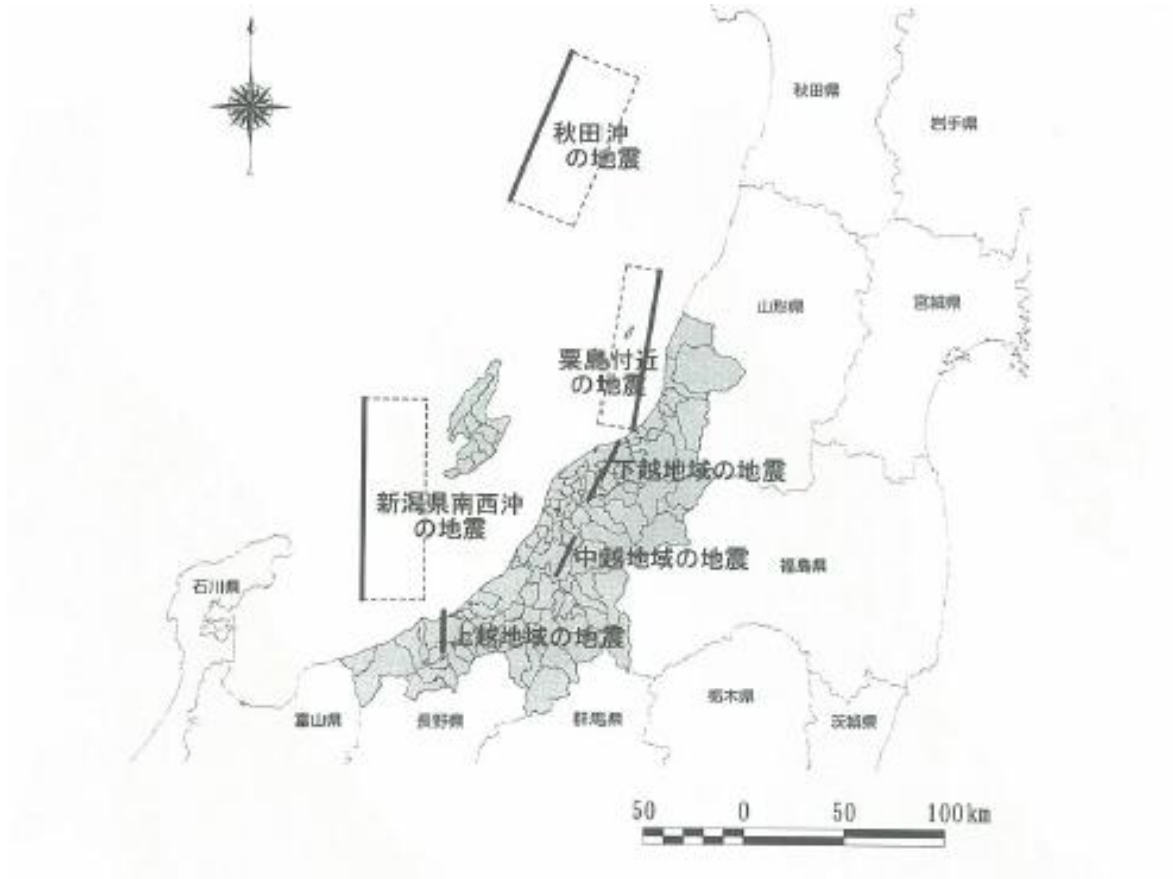 秋田県
岩手県
秋田沖
の地震
山形県
宮城県
粟島付近
の地震
下越地域の地震
新潟県南西沖
の地震
中越地域の地震
福島県
石川県
上越地域の地震
栃木県
富山県
長野県
群馬県
茨城県
50 0 50 100km